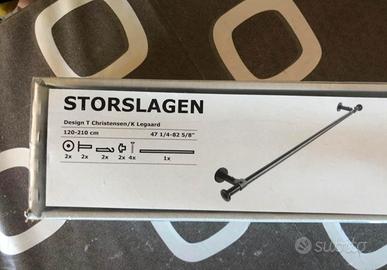 STORSLAGEN
Design T Christensen/K Legaard
120-210 cm 47 1/4-82 5/8"
2x 2x 2x 2x 4x 1x
subito